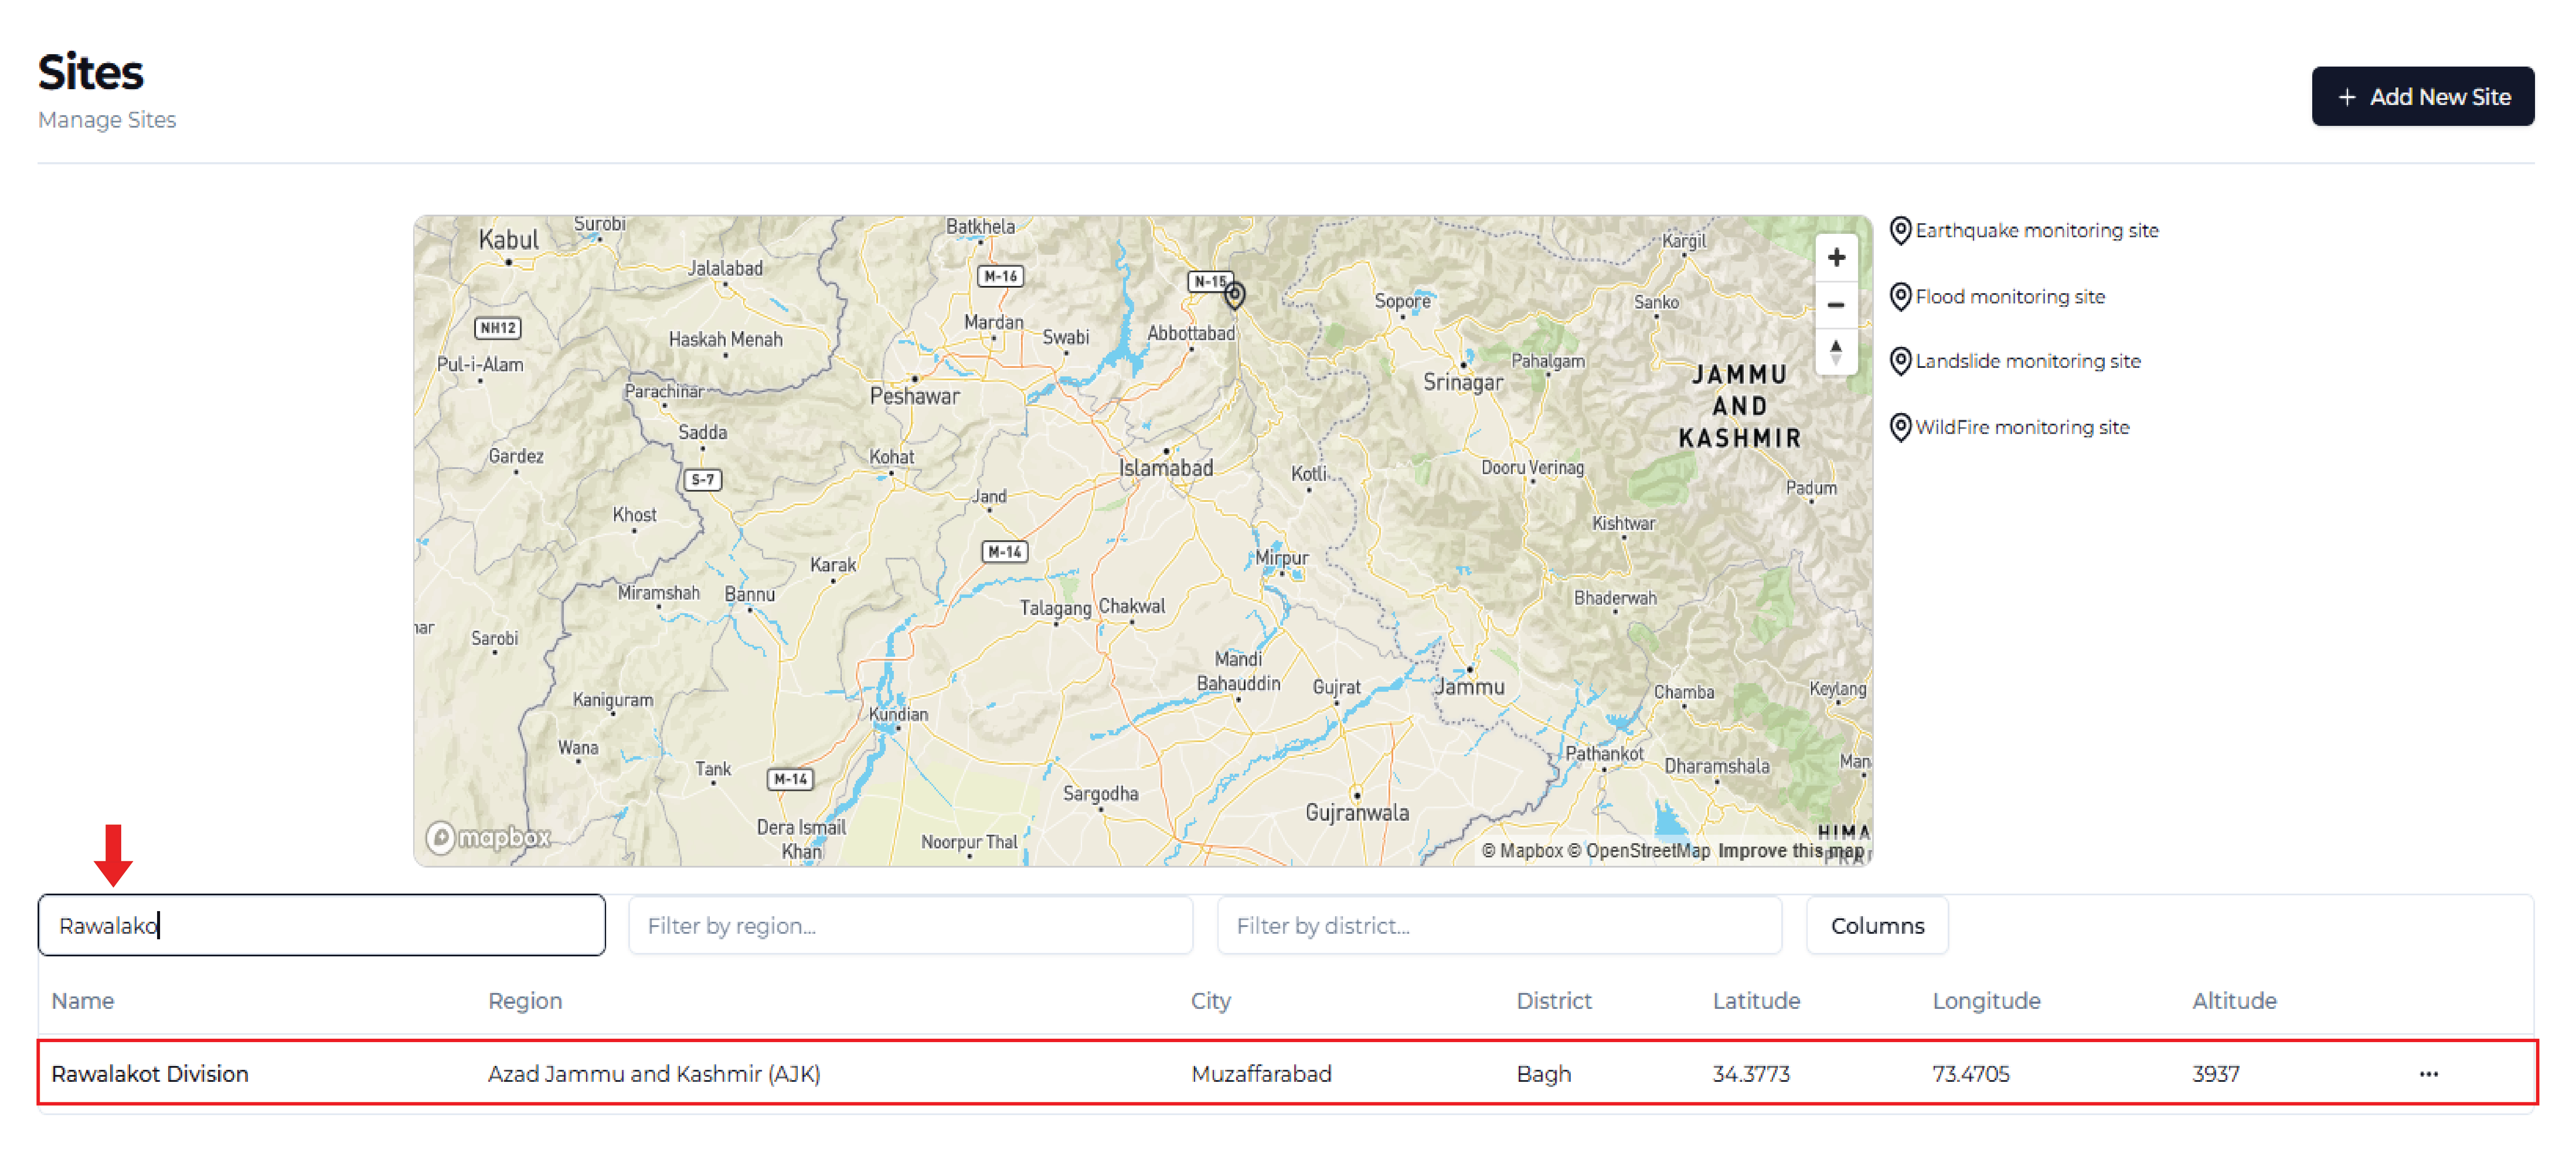 Sites
Manage Sites
+ Add New Site
Surobi
Batkhela
Kabul
Kargil
Jalalabad
M-16
N-15
Sopore
Sanko
NH12
Mardan
Swabi
Abbottabad
Haskah Menah
Pul-i-Alam
Pahalgam
Parachinar
Peshawar
Srinagar
JAMMU
AND
KASHMIR
Sadda
Gardez
Kohat
Islamabad
Kotli
Dooru Verinag
S-7
Jand
Padum
Khost
Kishtwar
M-14
Karak
Mirpur
Miramshah
Bannu
Talagang
Chakwal
Bhaderwah
nar
Sarobi
Mandi
Bahauddin
Gujrat
Jammu
Chamba
Keylang
Kaniguram
Kundian
Wana
Pathankot
Dharamshala
Man
Tank
M-14
Sargodha
Gujranwala
Dera Ismail
Khan
Noorpur Thal
HIMA
mapbox
© Mapbox © OpenStreetMap Improve this map
Earthquake monitoring site
Flood monitoring site
Landslide monitoring site
WildFire monitoring site
Rawalako
Filter by region...
Filter by district...
Columns
Name Region City District Latitude Longitude Altitude
Rawalakot Division Azad Jammu and Kashmir (AJK) Muzaffarabad Bagh 34.3773 73.4705 3937 ...